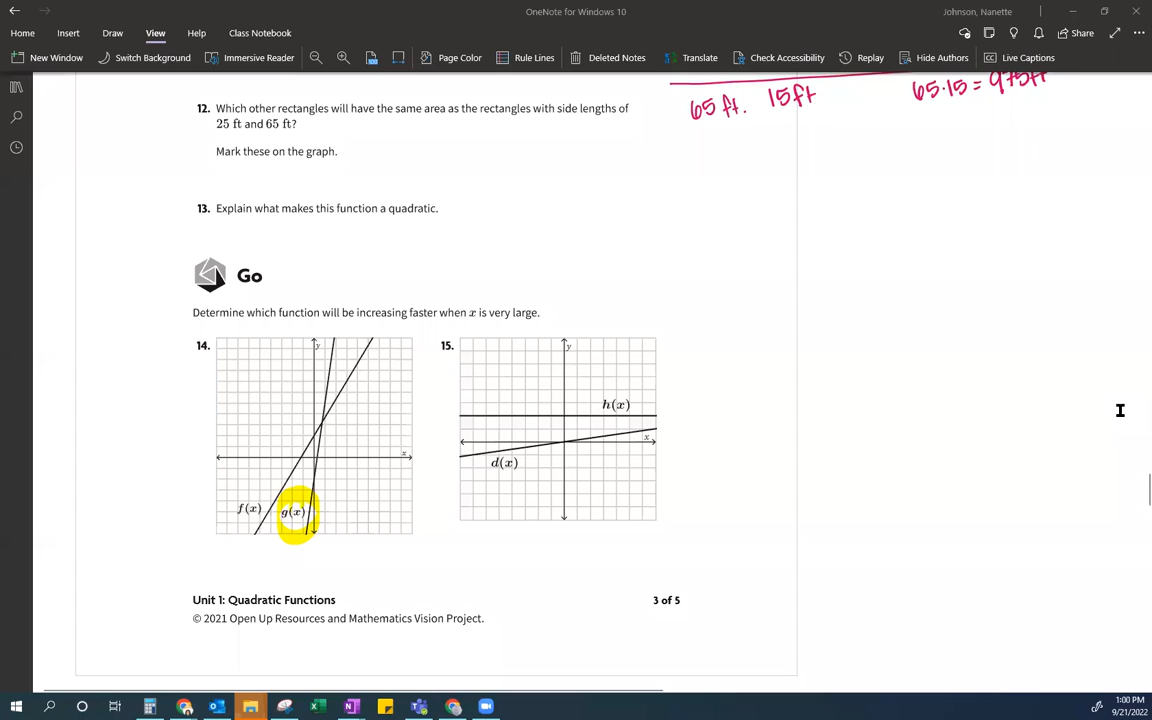 OneNote for Windows 10
Johnson, Nanette
Home Insert Draw View Help Class Notebook
Share
New Window Switch Background Immersive Reader Page Color Rule Lines Deleted Notes Translate Check Accessibility Replay Hide Authors Live Captions
65 ft. 15ft 65·15 = 975ft
12. Which other rectangles will have the same area as the rectangles with side lengths of
25 ft and 65 ft?
Mark these on the graph.
13. Explain what makes this function a quadratic.
Go
Determine which function will be increasing faster when x is very large.
14.
y
x
f(x)
g(x)
15.
y
h(x)
x
d(x)
Unit 1: Quadratic Functions
3 of 5
© 2021 Open Up Resources and Mathematics Vision Project.
1:00 PM
9/21/2022